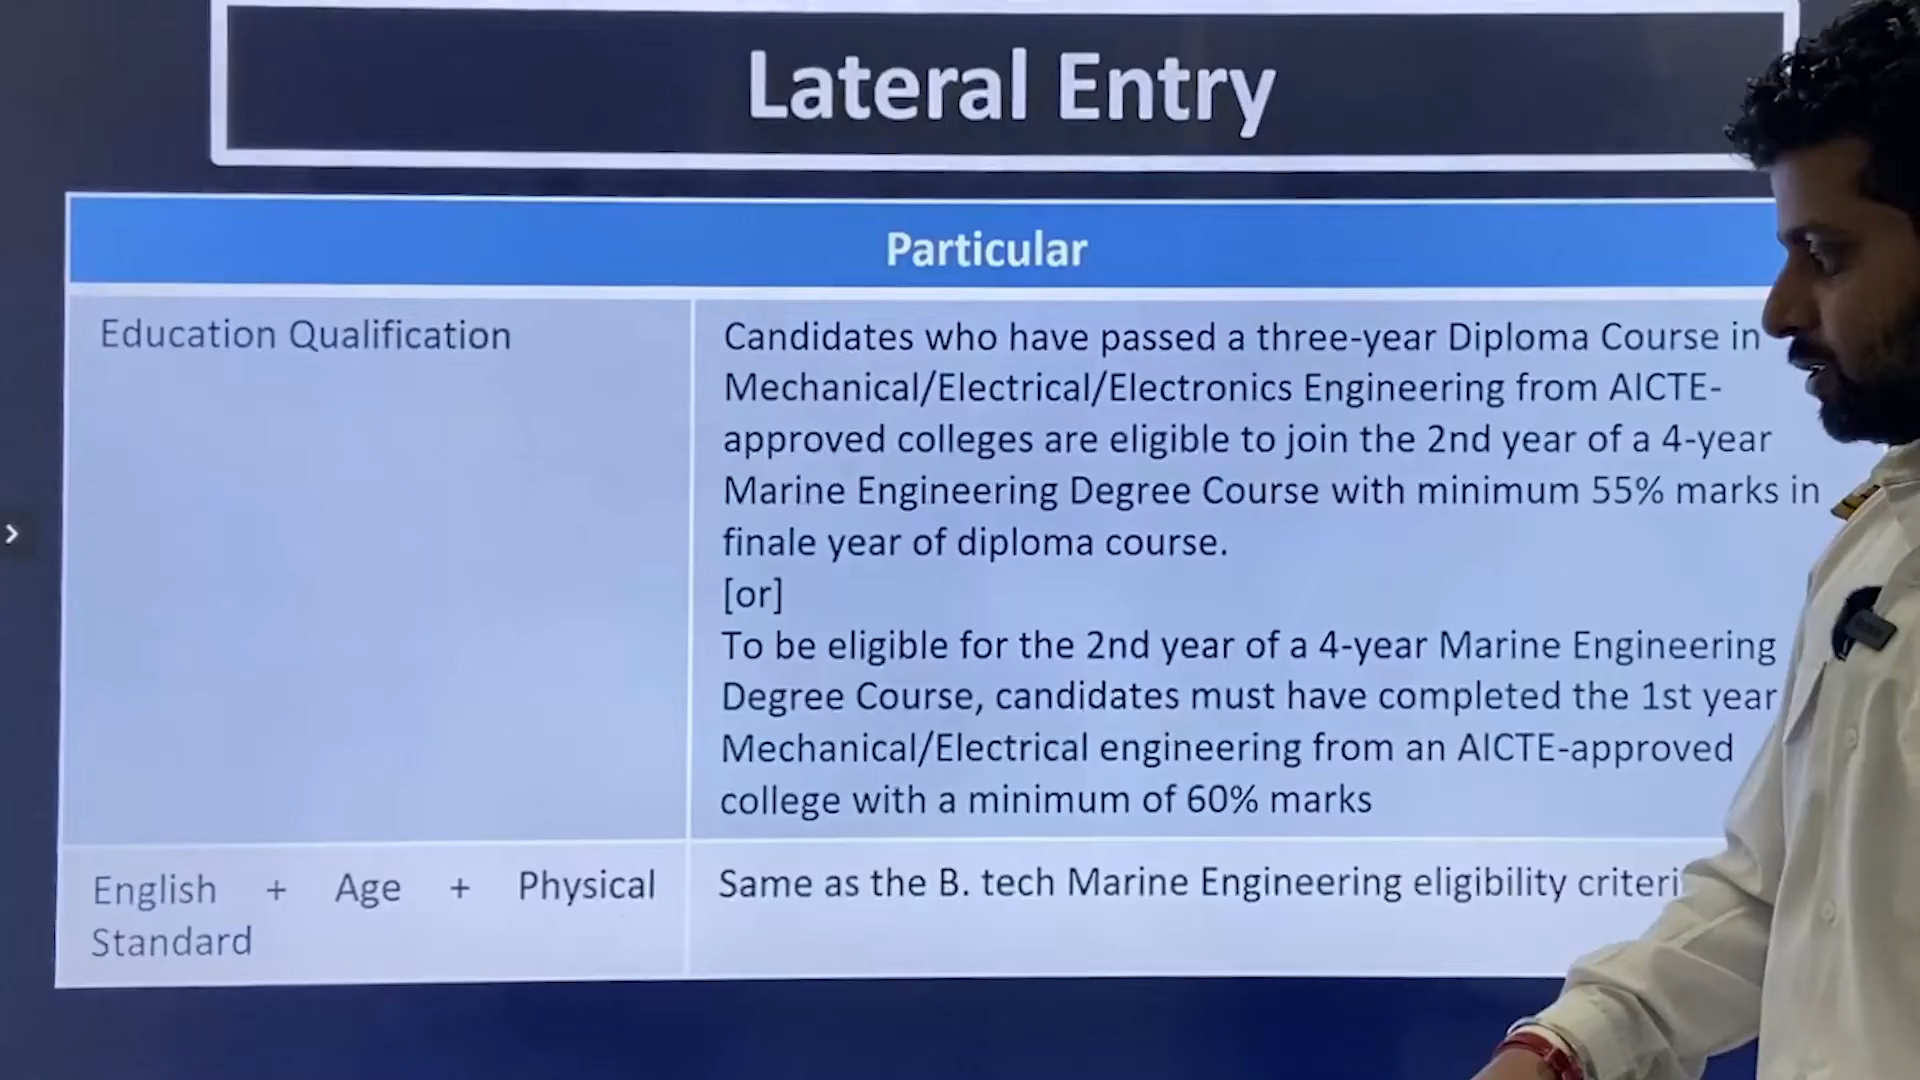 Lateral Entry
Particular
Education Qualification
Candidates who have passed a three-year Diploma Course in
Mechanical/Electrical/Electronics Engineering from AICTE-
approved colleges are eligible to join the 2nd year of a 4-year
Marine Engineering Degree Course with minimum 55% marks in
finale year of diploma course.
[or]
To be eligible for the 2nd year of a 4-year Marine Engineering
Degree Course, candidates must have completed the 1st year
Mechanical/Electrical engineering from an AICTE-approved
college with a minimum of 60% marks
English + Age + Physical
Standard
Same as the B. tech Marine Engineering eligibility criteri